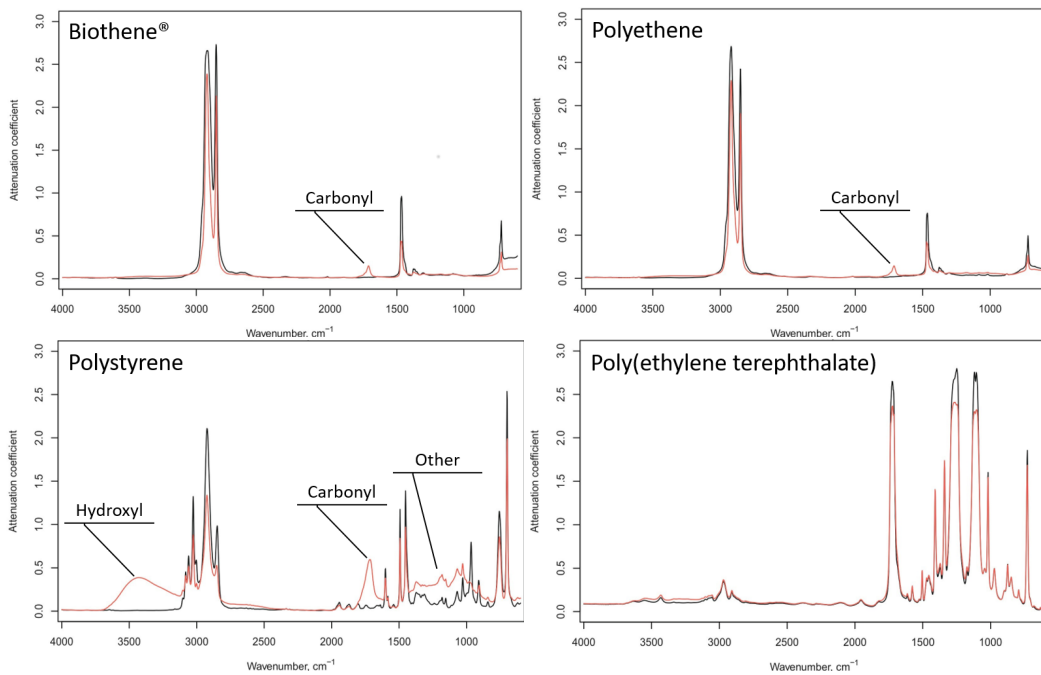 Biothene®
Attenuation coefficient
3.0
2.5
2.0
1.5
1.0
0.5
0.0
Carbonyl
4000 3500 3000 2500 2000 1500 1000
Wavenumber, cm⁻¹
Polyethene
Attenuation coefficient
3.0
2.5
2.0
1.5
1.0
0.5
0.0
Carbonyl
4000 3500 3000 2500 2000 1500 1000
Wavenumber, cm⁻¹
Polystyrene
Attenuation coefficient
3.0
2.5
2.0
1.5
1.0
0.5
0.0
Other
Carbonyl
Hydroxyl
4000 3500 3000 2500 2000 1500 1000
Wavenumber, cm⁻¹
Poly(ethylene terephthalate)
Attenuation coefficient
3.0
2.5
2.0
1.5
1.0
0.5
0.0
4000 3500 3000 2500 2000 1500 1000
Wavenumber, cm⁻¹